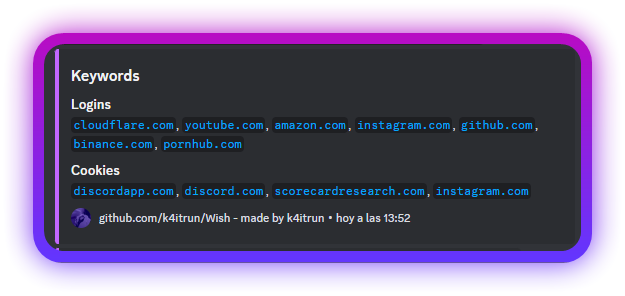 Keywords
Logins
cloudflare.com, youtube.com, amazon.com, instagram.com, github.com,
binance.com, pornhub.com
Cookies
discordapp.com, discord.com, scorecardresearch.com, instagram.com
github.com/k4itrun/Wish - made by k4itrun • hoy a las 13:52